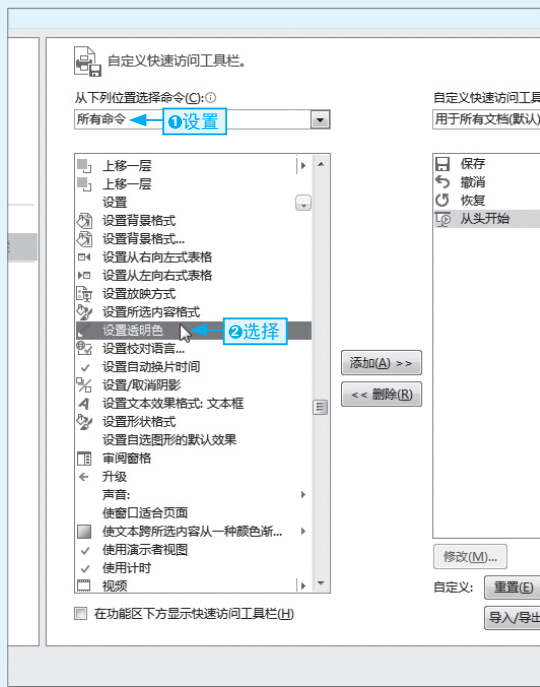 自定义快速访问工具栏。
从下列位置选择命令(C):
所有命令
❶设置
上移一层
上移一层
设置
设置背景格式
设置背景格式...
设置从右向左式表格
设置从左向右式表格
设置放映方式
设置所选内容格式
设置透明色
❷选择
设置校对语言...
设置自动换片时间
设置/取消阴影
设置文本效果格式: 文本框
设置形状格式
设置自选图形的默认效果
审阅窗格
升级
声音:
使窗口适合页面
使文本跨所选内容从一种颜色渐...
使用演示者视图
使用计时
视频
在功能区下方显示快速访问工具栏(H)
添加(A) >>
<< 删除(R)
自定义快速访问工具
用于所有文档(默认)
保存
撤消
恢复
从头开始
修改(M)...
自定义:
重置(E)
导入/导出